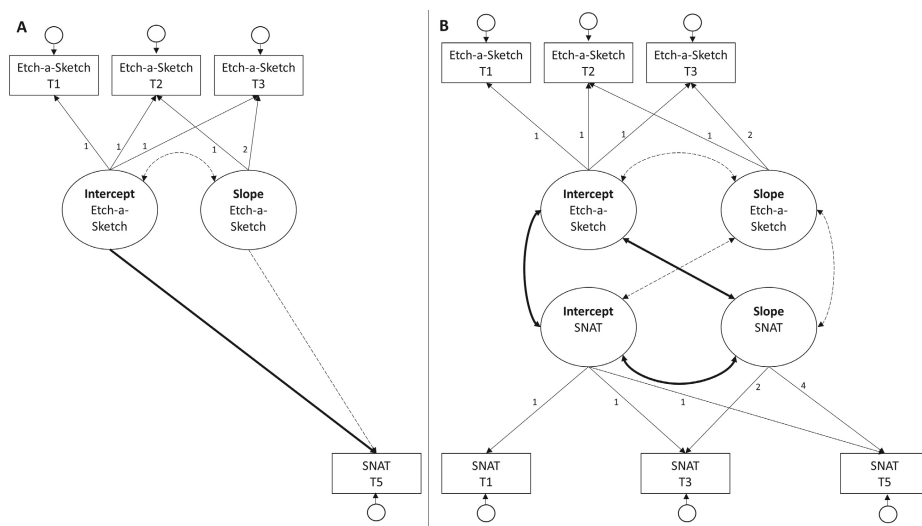 A
Etch-a-Sketch
T1
Etch-a-Sketch
T2
Etch-a-Sketch
T3
1
1
1
1
2
Intercept
Etch-a-
Sketch
Slope
Etch-a-
Sketch
SNAT
T5
B
Etch-a-Sketch
T1
Etch-a-Sketch
T2
Etch-a-Sketch
T3
1
1
1
1
2
Intercept
Etch-a-
Sketch
Slope
Etch-a-
Sketch
Intercept
SNAT
Slope
SNAT
1
1
1
2
4
SNAT
T1
SNAT
T3
SNAT
T5